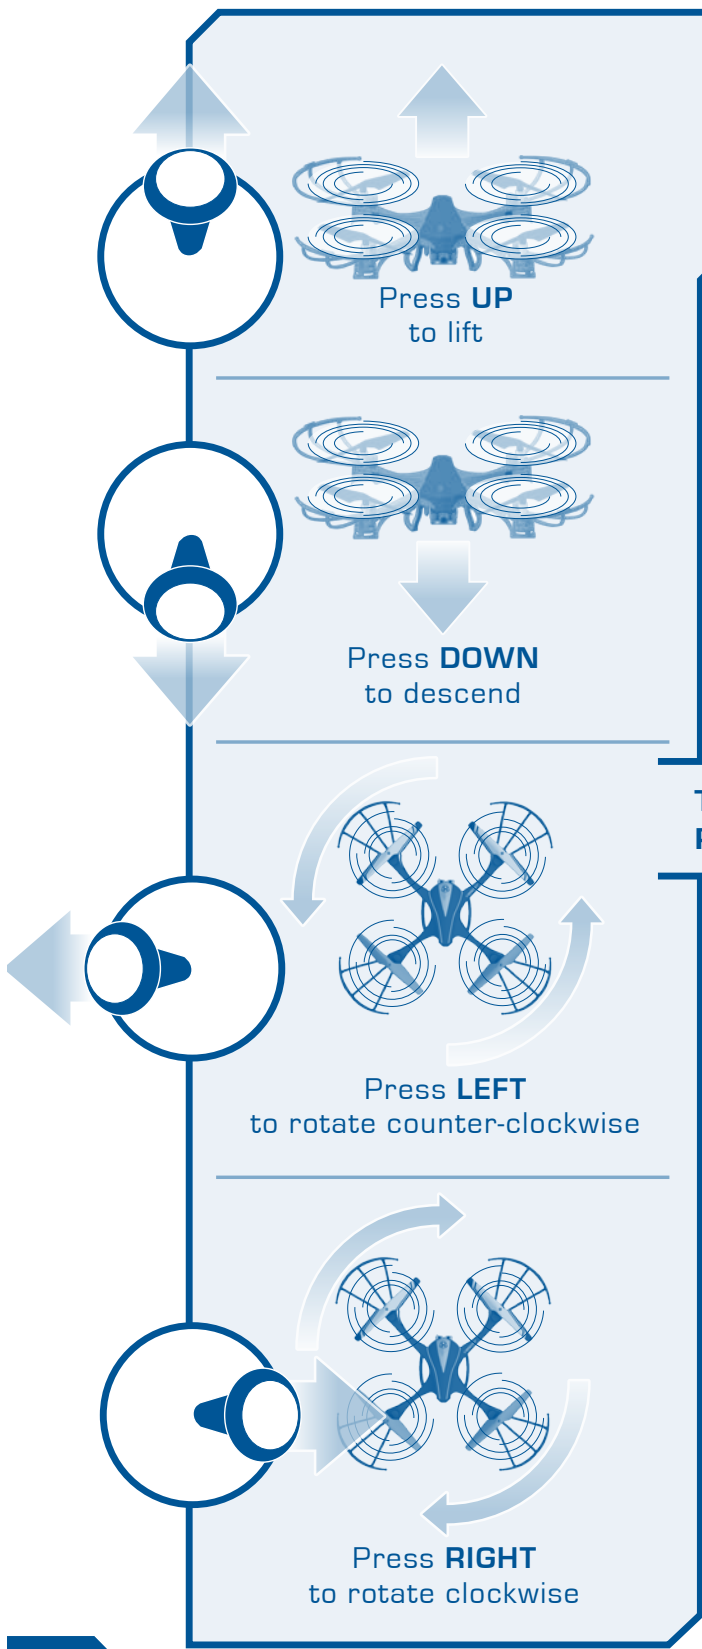 Press UP
to lift
Press DOWN
to descend
Press LEFT
to rotate counter-clockwise
Press RIGHT
to rotate clockwise